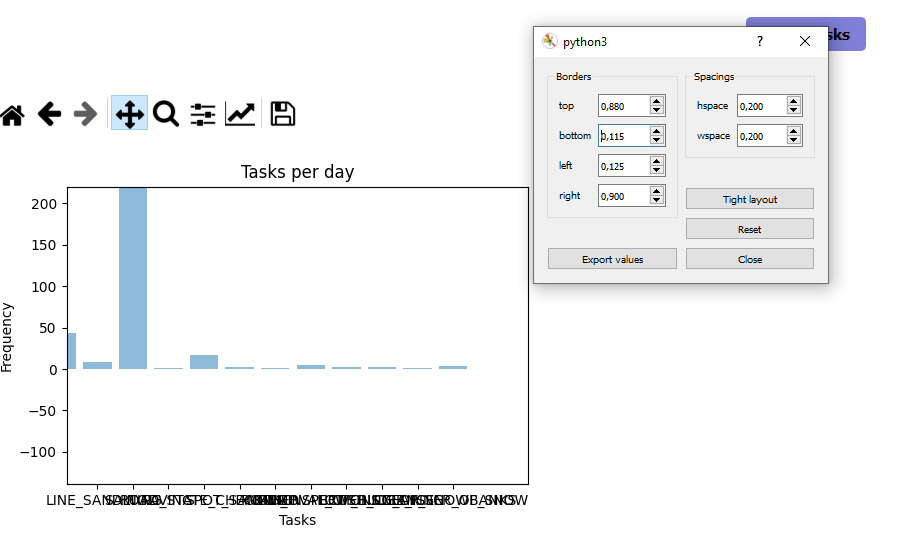 sks
python3
?
Borders
Spacings
top
0,880
hspace
0,200
bottom
0,115
wspace
0,200
left
0,125
right
0,900
Tight layout
Reset
Export values
Close
Tasks per day
Frequency
200
150
100
50
0
−50
−100
Tasks